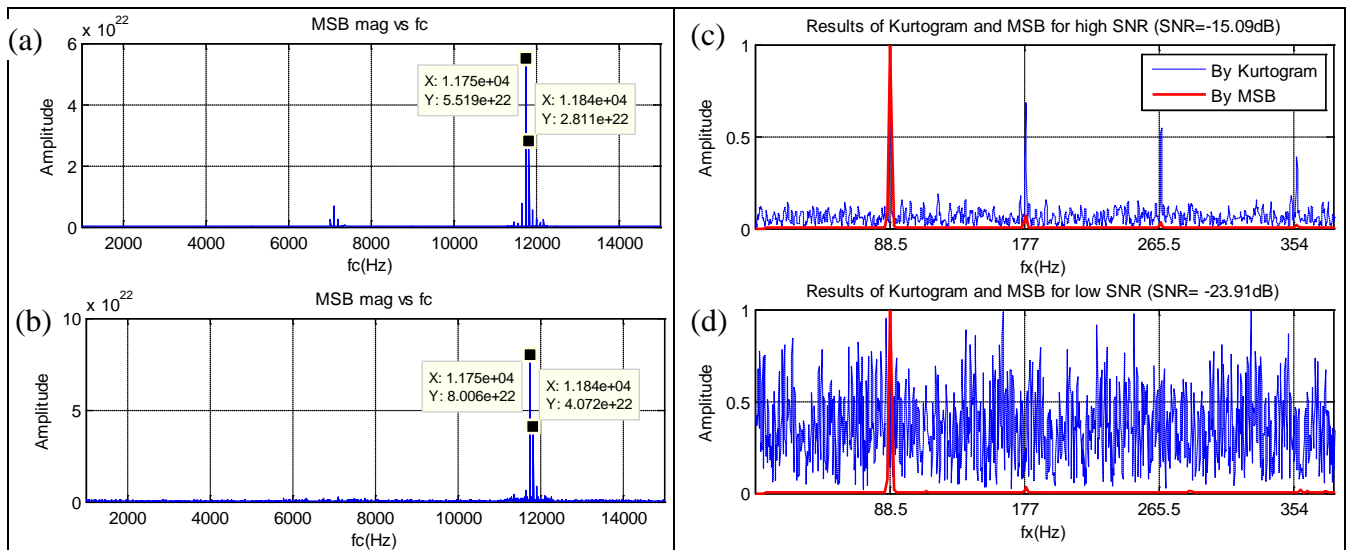 (a)
x 10^22
MSB mag vs fc
6
4
2
0
Amplitude
X: 1.175e+04
Y: 5.519e+22
X: 1.184e+04
Y: 2.811e+22
2000 4000 6000 8000 10000 12000 14000
fc(Hz)
(b)
x 10^22
MSB mag vs fc
10
5
0
Amplitude
X: 1.175e+04
Y: 8.006e+22
X: 1.184e+04
Y: 4.072e+22
2000 4000 6000 8000 10000 12000 14000
fc(Hz)
(c)
Results of Kurtogram and MSB for high SNR (SNR=-15.09dB)
1
0.5
0
Amplitude
By Kurtogram
By MSB
88.5 177 265.5 354
fx(Hz)
(d)
Results of Kurtogram and MSB for low SNR (SNR= -23.91dB)
1
0.5
0
Amplitude
88.5 177 265.5 354
fx(Hz)